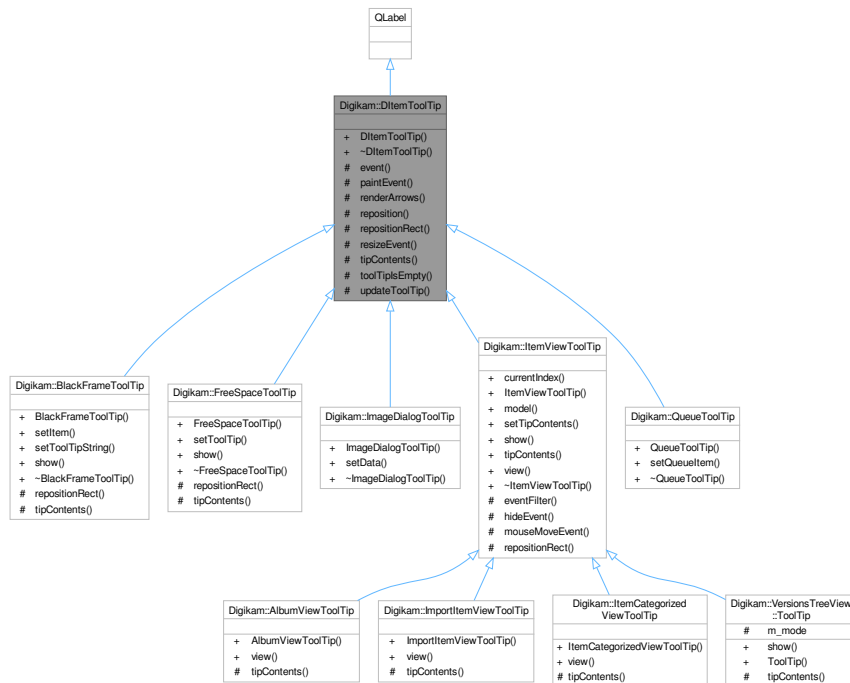 QLabel
Digikam::DItemToolTip
+ DItemToolTip()
+ ~DItemToolTip()
# event()
# paintEvent()
# renderArrows()
# reposition()
# repositionRect()
# resizeEvent()
# tipContents()
# toolTipIsEmpty()
# updateToolTip()
Digikam::BlackFrameToolTip
+ BlackFrameToolTip()
+ setItem()
+ setToolTipString()
+ show()
+ ~BlackFrameToolTip()
# repositionRect()
# tipContents()
Digikam::FreeSpaceToolTip
+ FreeSpaceToolTip()
+ setToolTip()
+ show()
+ ~FreeSpaceToolTip()
# repositionRect()
# tipContents()
Digikam::ImageDialogToolTip
+ ImageDialogToolTip()
+ setData()
+ ~ImageDialogToolTip()
Digikam::ItemViewToolTip
+ currentIndex()
+ ItemViewToolTip()
+ model()
+ setTipContents()
+ show()
+ tipContents()
+ view()
+ ~ItemViewToolTip()
# eventFilter()
# hideEvent()
# mouseMoveEvent()
# repositionRect()
Digikam::QueueToolTip
+ QueueToolTip()
+ setQueueItem()
+ ~QueueToolTip()
Digikam::AlbumViewToolTip
+ AlbumViewToolTip()
+ view()
# tipContents()
Digikam::ImportItemViewToolTip
+ ImportItemViewToolTip()
+ view()
# tipContents()
Digikam::ItemCategorized
ViewToolTip
+ ItemCategorizedViewToolTip()
+ view()
# tipContents()
Digikam::VersionsTreeView
::ToolTip
# m_mode
+ show()
+ ToolTip()
# tipContents()